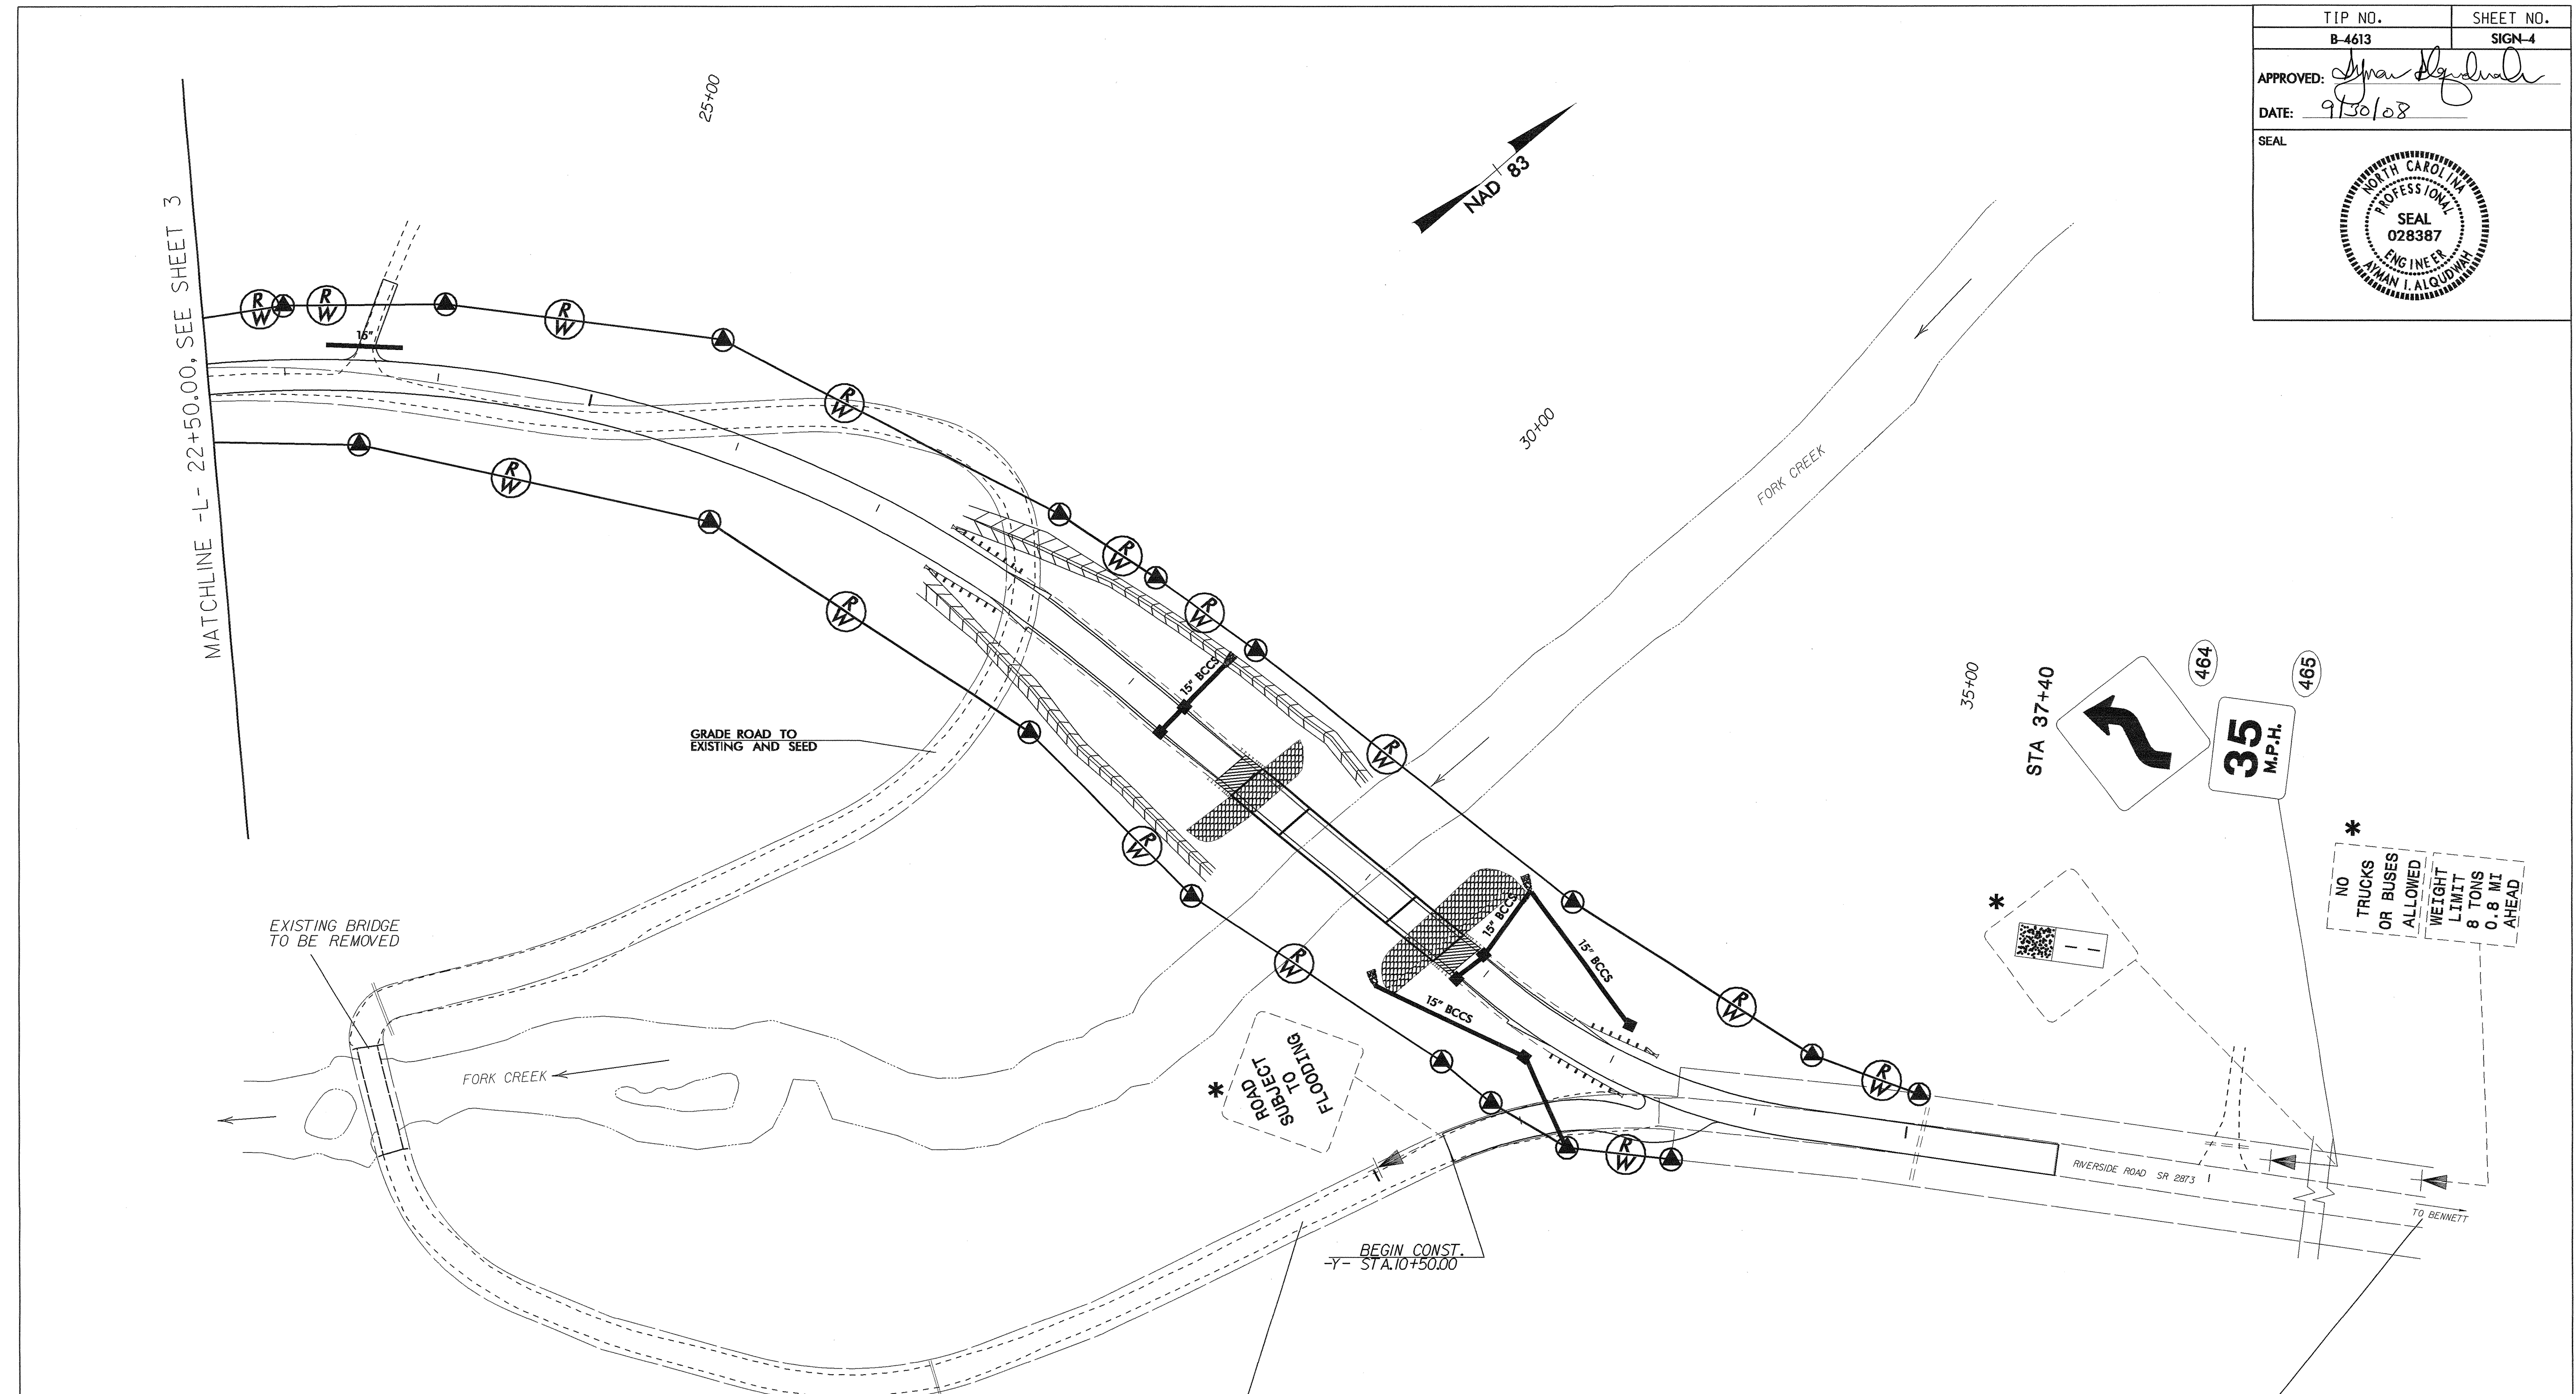 TIP NO. SHEET NO.
B-4613 SIGN-4
APPROVED: Ayman Alqudwah
DATE: 9/30/08
SEAL
NORTH CAROLINA
PROFESSIONAL
SEAL
028387
ENGINEER
AYMAN I. ALQUDWAH
25+00
NAD 83
MATCHLINE -L- 22+50.00, SEE SHEET 3
R
W
R
W
R
W
15"
R
W
R
W
30+00
FORK CREEK
R
W
R
W
R
W
15" BCCS
35+00
STA 37+40
464
465
35
M.P.H.
GRADE ROAD TO
EXISTING AND SEED
R
W
R
W
*
NO
TRUCKS
OR BUSES
ALLOWED
WEIGHT
LIMIT
8 TONS
0.8 MI
AHEAD
*
EXISTING BRIDGE
TO BE REMOVED
15" BCCS
15" BCCS
R
W
15" BCCS
R
W
*
ROAD
SUBJECT
TO
FLOODING
FORK CREEK
R
W
R
W
RIVERSIDE ROAD SR 2873
TO BENNETT
BEGIN CONST.
-Y- STA.10+50.00